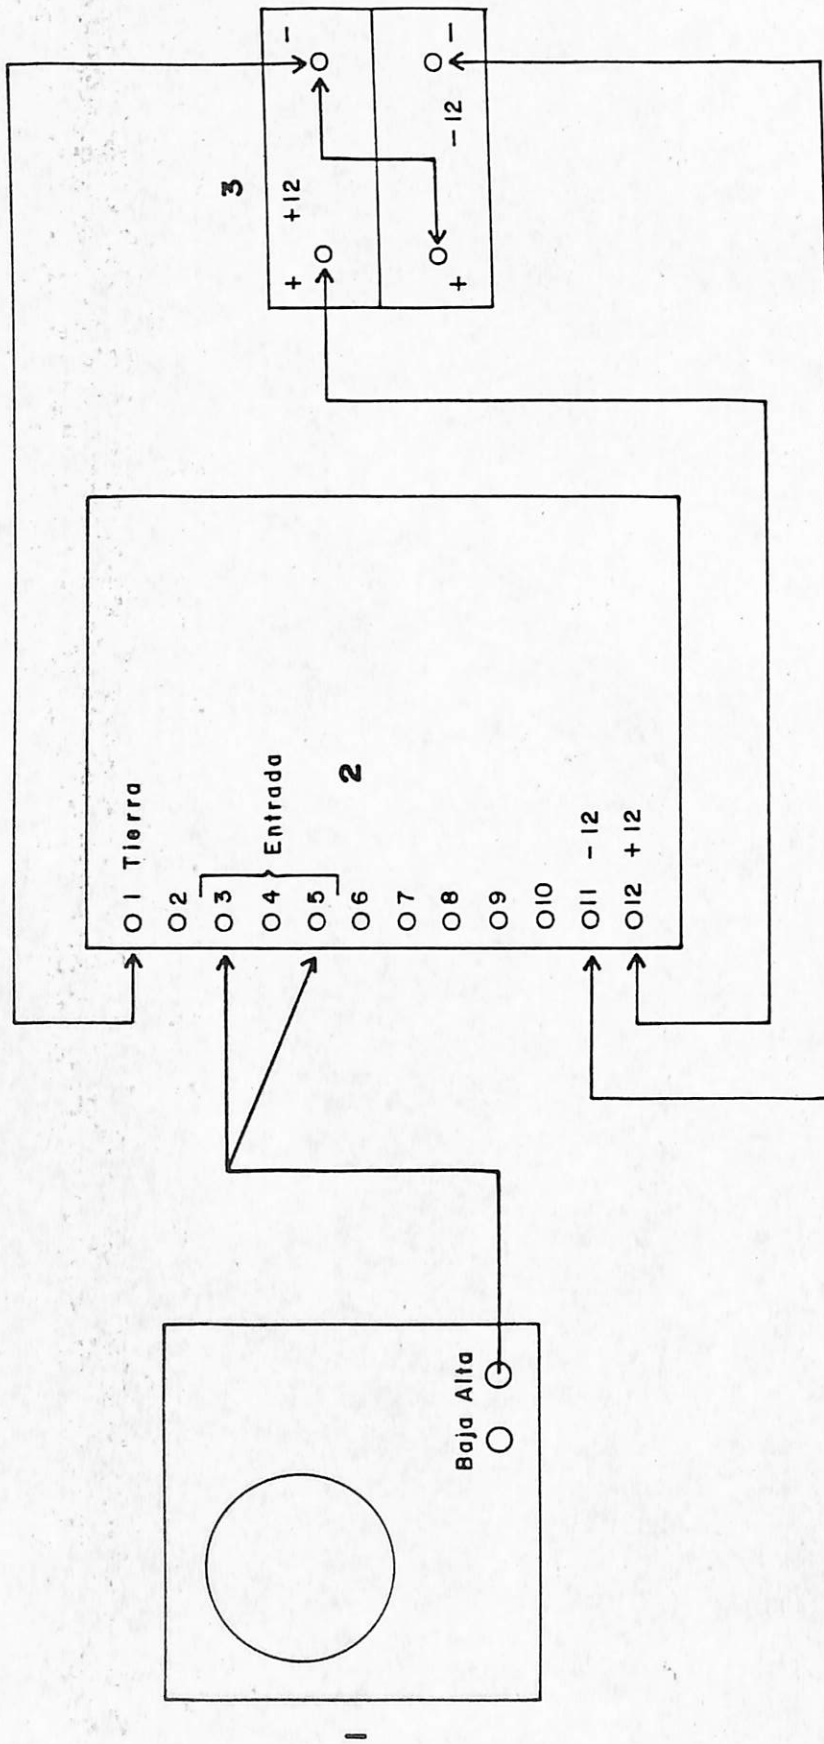 1
Baja Alta
O 1 Tierra
O 2
O 3
O 4 Entrada
O 5
O 6
O 7
O 8
O 9
O 10
O 11 - 12
O 12 + 12
2
3
+ +12 -
+ -12 -